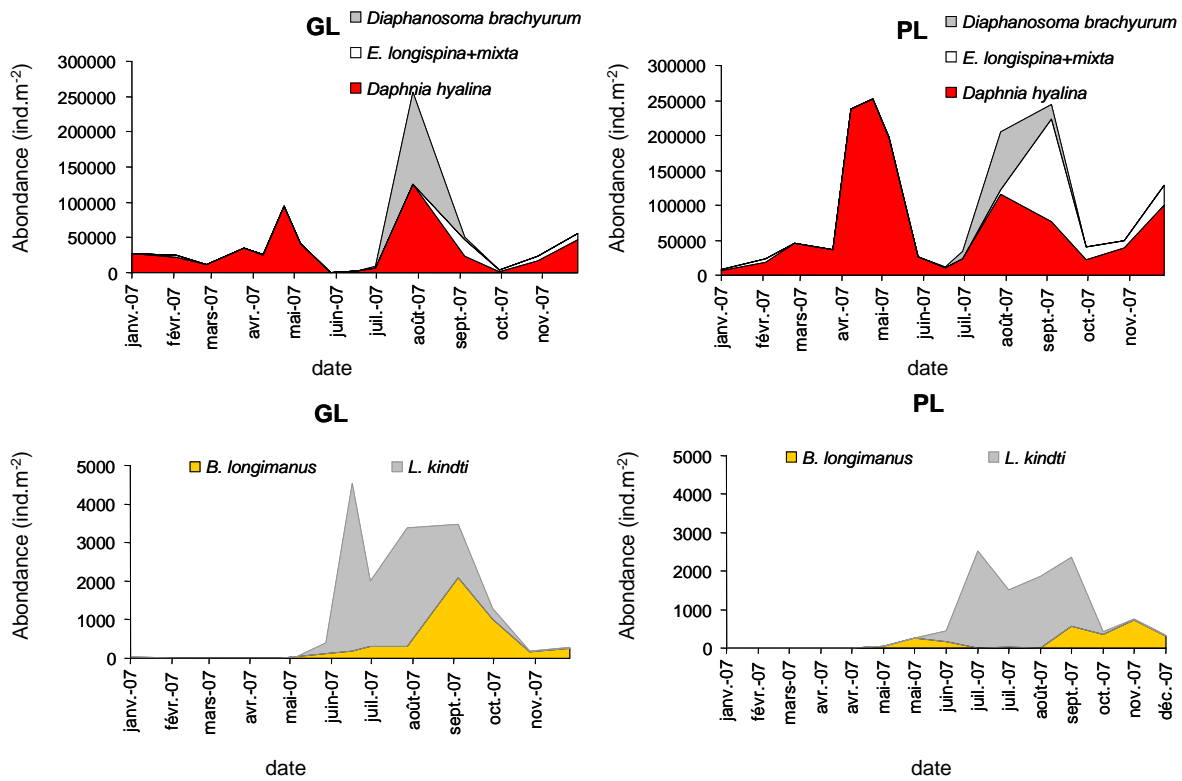 GL
Diaphanosoma brachyurum
E. longispina+mixta
Daphnia hyalina
Abondance (ind.m-2)
300000
250000
200000
150000
100000
50000
0
janv.-07
févr.-07
mars-07
avr.-07
mai-07
juin-07
juil.-07
août-07
sept.-07
oct.-07
nov.-07
date
PL
Diaphanosoma brachyurum
E. longispina+mixta
Daphnia hyalina
Abondance (ind.m-2)
300000
250000
200000
150000
100000
50000
0
janv.-07
févr.-07
mars-07
avr.-07
mai-07
juin-07
juil.-07
août-07
sept.-07
oct.-07
nov.-07
date
GL
B. longimanus
L. kindti
Abondance (ind.m-2)
5000
4000
3000
2000
1000
0
janv.-07
févr.-07
mars-07
avr.-07
mai-07
juin-07
juil.-07
août-07
sept.-07
oct.-07
nov.-07
date
PL
B. longimanus
L. kindti
Abondance (ind.m-2)
5000
4000
3000
2000
1000
0
janv.-07
févr.-07
mars-07
avr.-07
avr.-07
mai-07
mai-07
juin-07
juil.-07
juil.-07
août-07
sept.-07
oct.-07
nov.-07
déc.-07
date